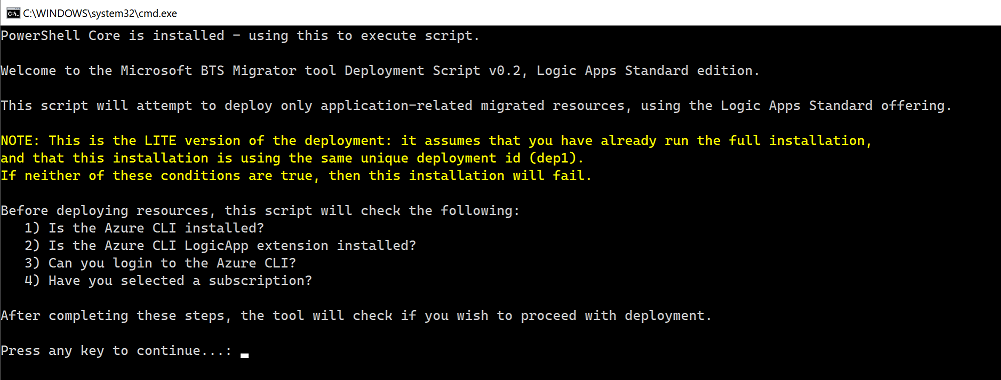 C:\WINDOWS\system32\cmd.exe
PowerShell Core is installed - using this to execute script.
Welcome to the Microsoft BTS Migrator tool Deployment Script v0.2, Logic Apps Standard edition.
This script will attempt to deploy only application-related migrated resources, using the Logic Apps Standard offering.
NOTE: This is the LITE version of the deployment: it assumes that you have already run the full installation,
and that this installation is using the same unique deployment id (dep1).
If neither of these conditions are true, then this installation will fail.
Before deploying resources, this script will check the following:
1) Is the Azure CLI installed?
2) Is the Azure CLI LogicApp extension installed?
3) Can you login to the Azure CLI?
4) Have you selected a subscription?
After completing these steps, the tool will check if you wish to proceed with deployment.
Press any key to continue...: